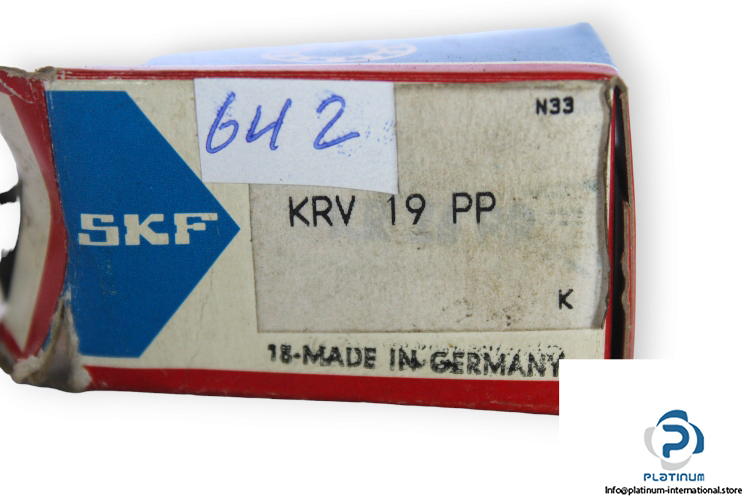 642
N33
KRV 19 PP
SKF
K
18-MADE IN GERMANY
PLATINUM
Info@platinum-international.store